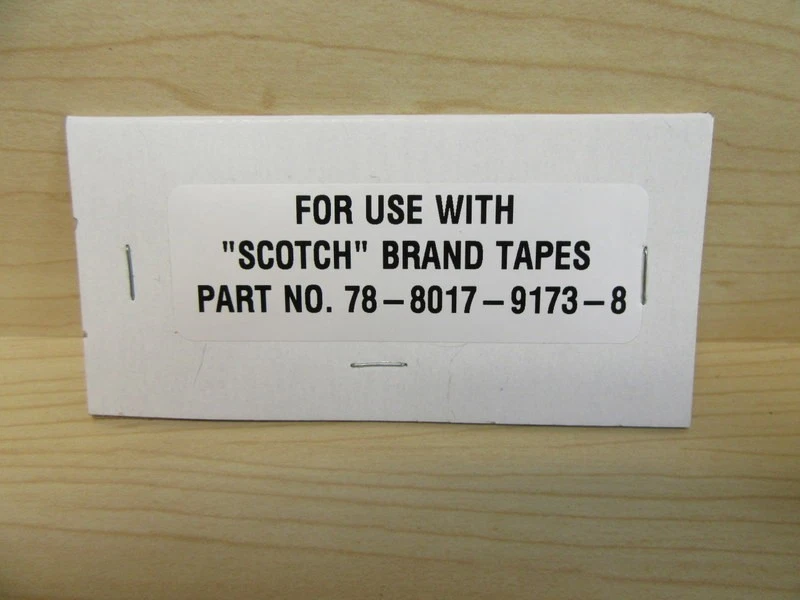 FOR USE WITH
"SCOTCH" BRAND TAPES
PART NO. 78-8017-9173-8